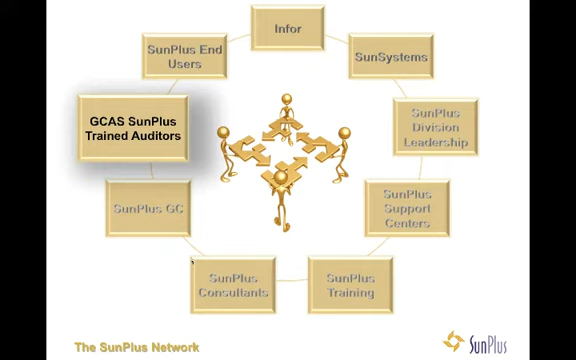 Infor
SunSystems
SunPlus
Division
Leadership
SunPlus
Support
Centers
SunPlus
Training
SunPlus
Consultants
SunPlus GC
GCAS SunPlus
Trained Auditors
SunPlus End
Users
The SunPlus Network
SunPlus